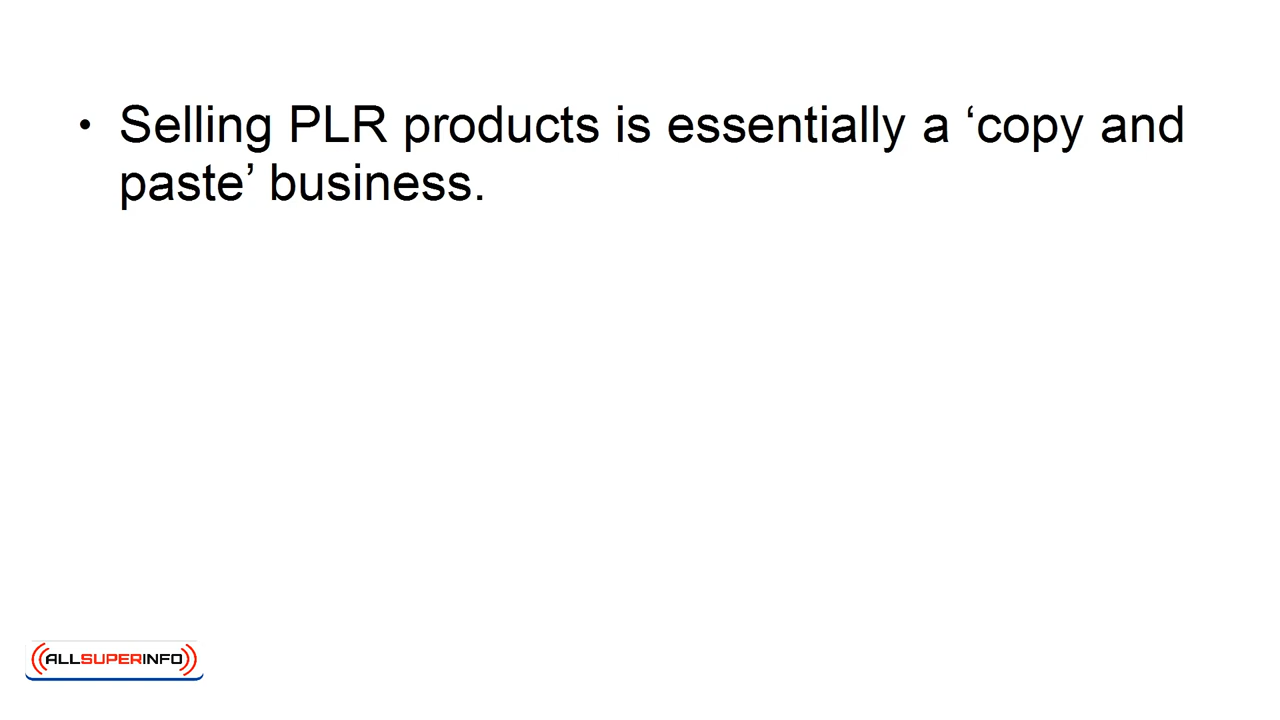 • Selling PLR products is essentially a ‘copy and
paste’ business.
ALLSUPERINFO